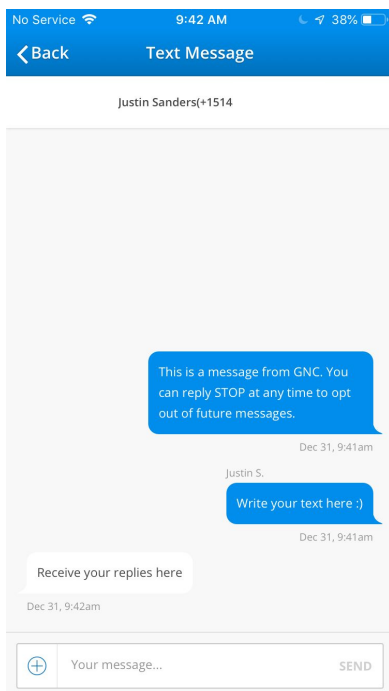 No Service 9:42 AM 38%
Back Text Message
Justin Sanders(+1514
This is a message from GNC. You
can reply STOP at any time to opt
out of future messages.
Dec 31, 9:41am
Justin S.
Write your text here :)
Dec 31, 9:41am
Receive your replies here
Dec 31, 9:42am
Your message... SEND